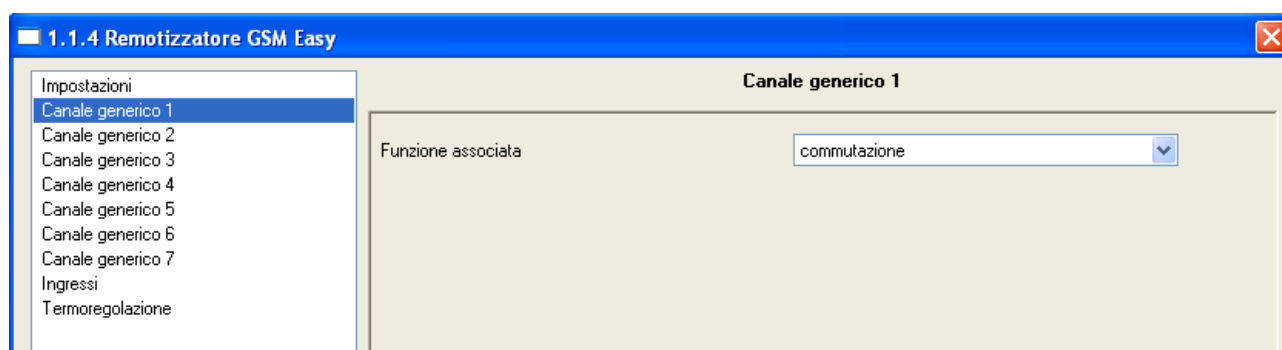 1.1.4 Remotizzatore GSM Easy
Impostazioni
Canale generico 1
Canale generico 2
Canale generico 3
Canale generico 4
Canale generico 5
Canale generico 6
Canale generico 7
Ingressi
Termoregolazione
Canale generico 1
Funzione associata
commutazione